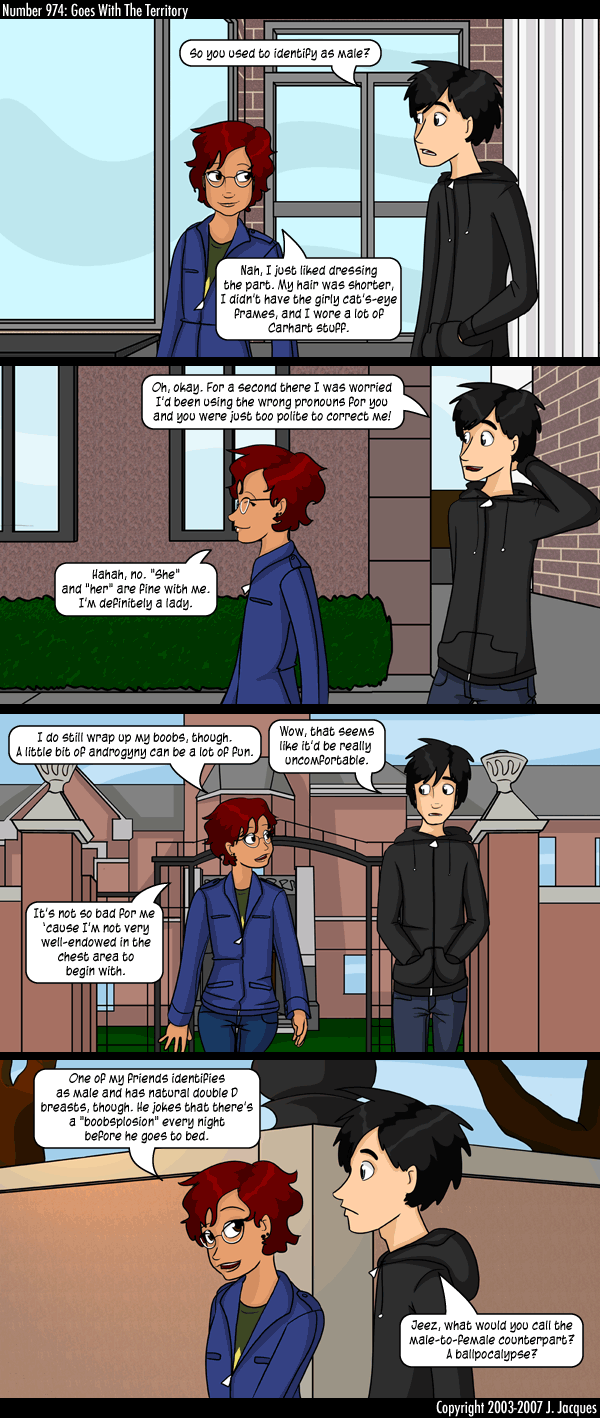 Number 974: Goes With The Territory
So you used to identify as male?
Nah, I just liked dressing
the part. My hair was shorter,
I didn't have the girly cat's-eye
frames, and I wore a lot of
Carhart stuff.
Oh, okay. For a second there I was worried
I'd been using the wrong pronouns for you
and you were just too polite to correct me!
Hahah, no. "She"
and "her" are fine with me.
I'm definitely a lady.
I do still wrap up my boobs, though.
A little bit of androgyny can be a lot of fun.
Wow, that seems
like it'd be really
uncomfortable.
It's not so bad for me
'cause I'm not very
well-endowed in the
chest area to
begin with.
One of my friends identifies
as male and has natural double D
breasts, though. He jokes that there's
a "boobsplosion" every night
before he goes to bed.
Jeez, what would you call the
male-to-female counterpart?
A ballpocalypse?
Copyright 2003-2007 J. Jacques